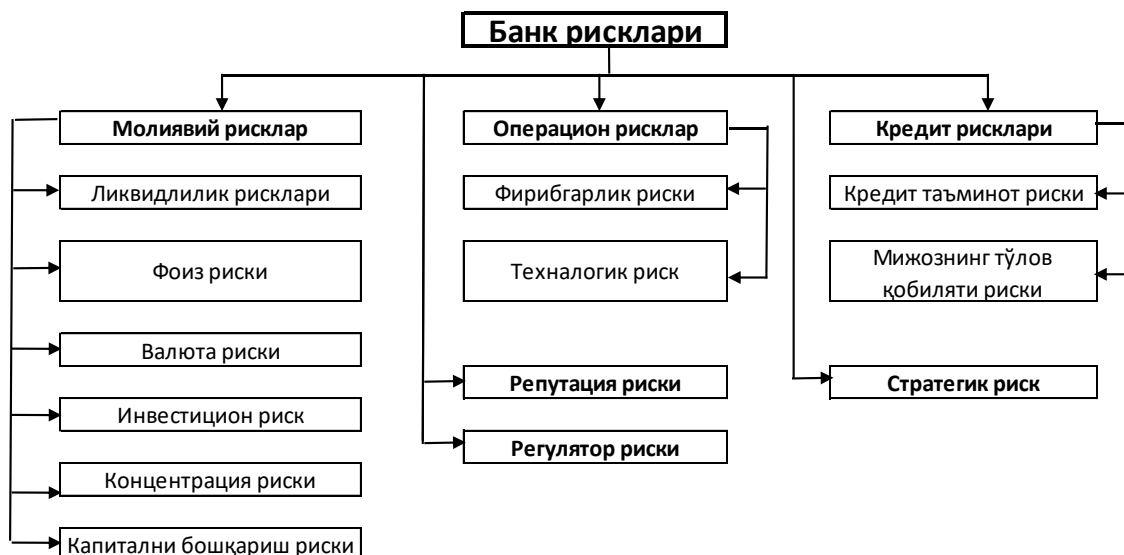 Банк рисклари
Молиявий рисклар
Операцион рисклар
Кредит рисклари
Ликвидлилик рисклари
Фирибгарлик риски
Кредит таъминот риски
Фоиз риски
Техналогик риск
Мижознинг тўлов
қобиляти риски
Валюта риски
Репутация риски
Стратегик риск
Инвестицион риск
Регулятор риски
Концентрация риски
Капитални бошқариш риски